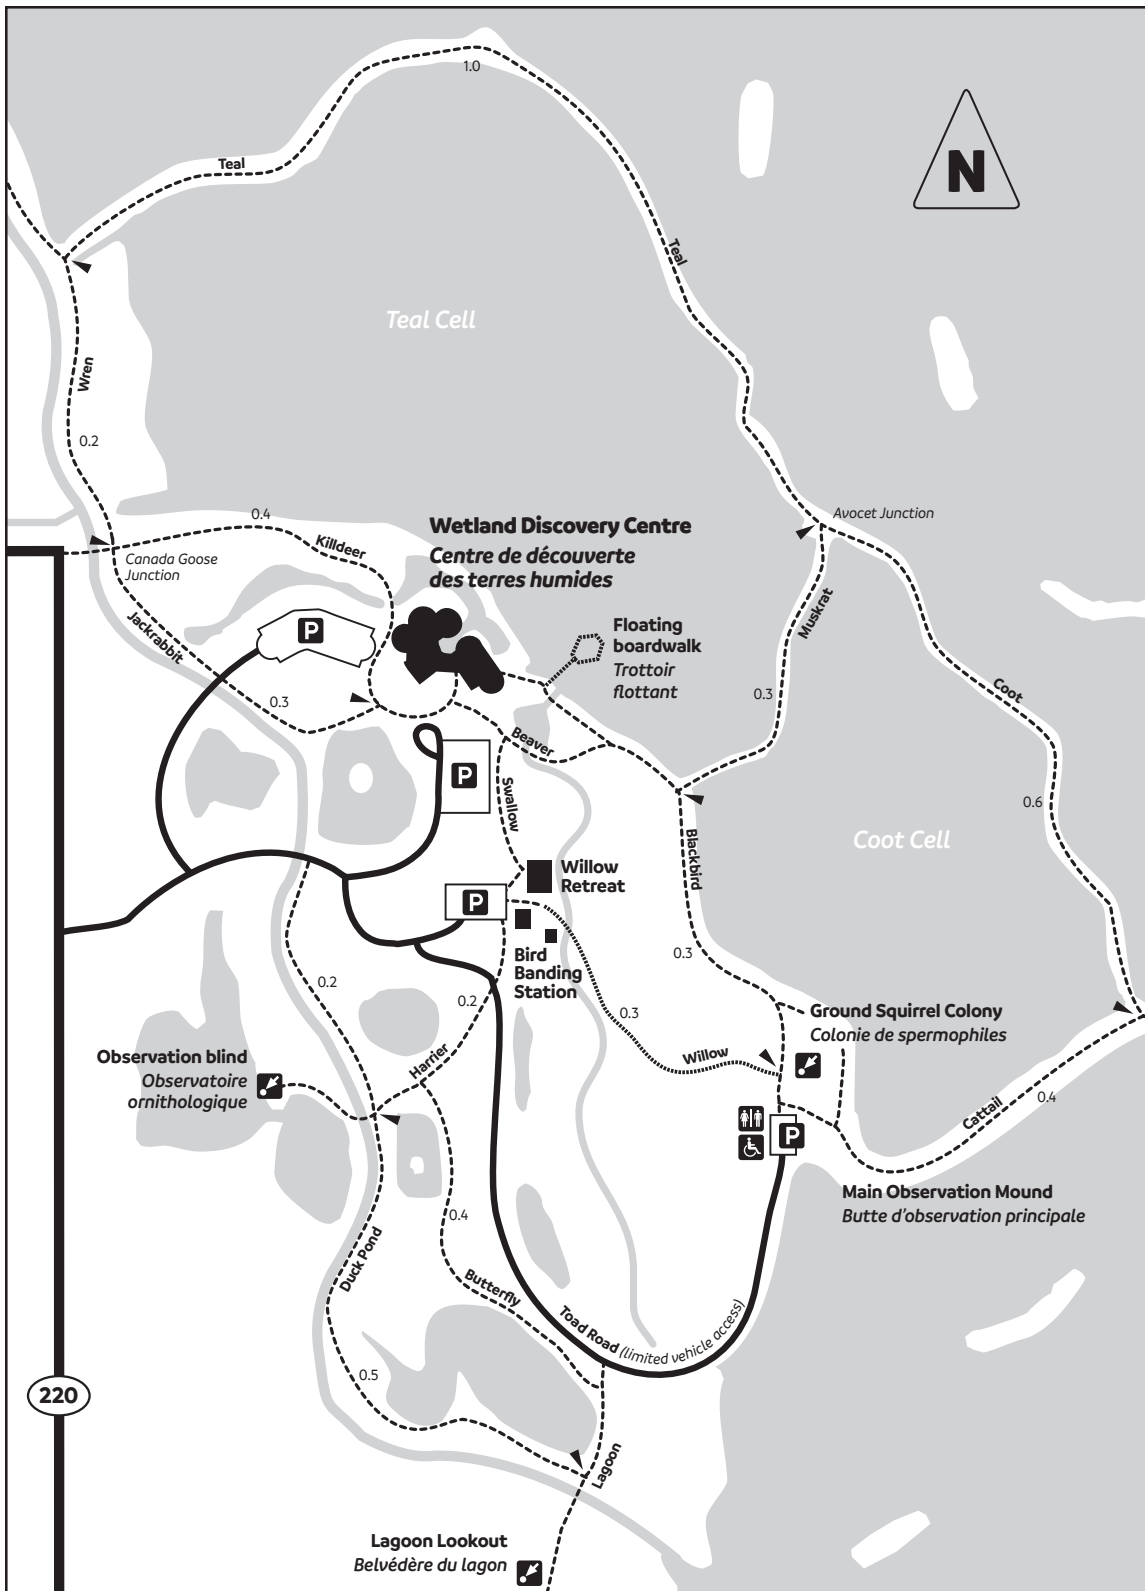 1.0
Teal
N
Teal
Teal Cell
Wren
0.2
0.4
Killdeer
Wetland Discovery Centre
Centre de découverte
des terres humides
Avocet Junction
Canada Goose
Junction
Jackrabbit
P
Floating
boardwalk
Trottoir
flottant
Muskrat
0.3
0.3
Coot
Beaver
P
Swallow
0.6
Blackbird
Coot Cell
Willow
Retreat
P
Bird
Banding
Station
0.3
0.2
0.2
0.3
Ground Squirrel Colony
Colonie de spermophiles
Harrier
Willow
Observation blind
Observatoire
ornithologique
Cattail
0.4
P
Main Observation Mound
Butte d'observation principale
0.4
Duck Pond
Butterfly
Toad Road (limited vehicle access)
0.5
220
Lagoon
Lagoon Lookout
Belvédère du lagon